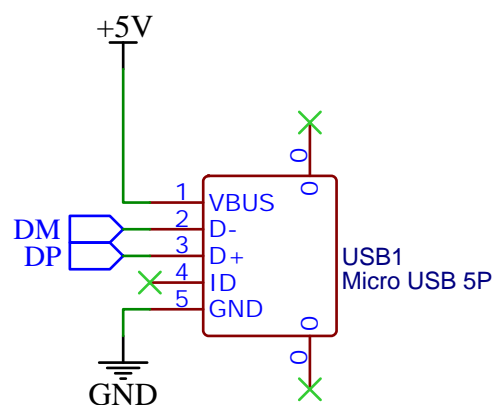 +5V
0
0
1 VBUS
DM 2 D-
DP 3 D+
USB1
4 ID
Micro USB 5P
5 GND
0
0
GND